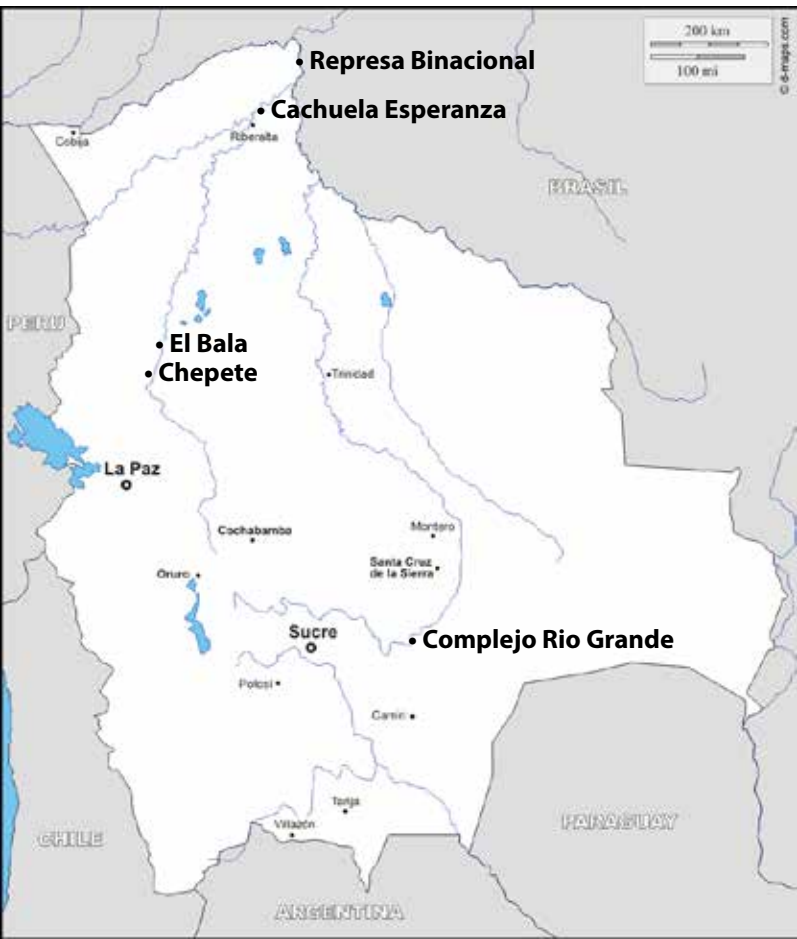 200 km
100 mi
© d-maps.com
• Represa Binacional
• Cachuela Esperanza
Riberalta
Cobija
BRASIL
PERU
• El Bala
• Chepete
Trinidad
La Paz
Cochabamba
Montero
Santa Cruz
de la Sierra
Oruro
Sucre
• Complejo Rio Grande
Potosi
Camiri
Tarija
Villazón
CHILE
PARAGUAY
ARGENTINA